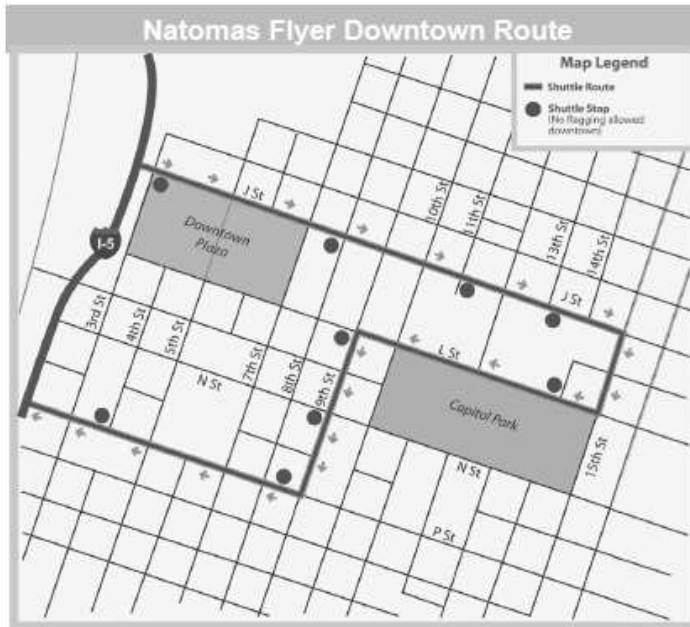 Natomas Flyer Downtown Route
Map Legend
Shuttle Route
Shuttle Stop
(No flagging allowed
downtown)
J St
10th St
11th St
13th St
14th St
Downtown
Plaza
I-5
J St
3rd St
4th St
5th St
7th St
8th St
9th St
L St
N St
Capitol Park
15th St
N St
P St